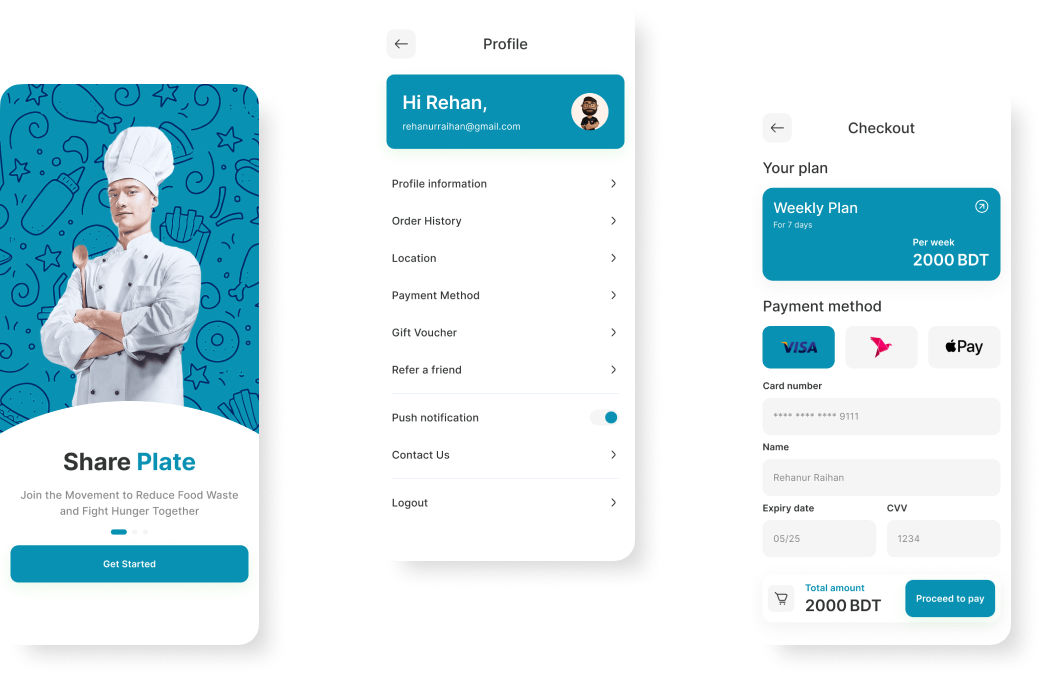 Share Plate
Join the Movement to Reduce Food Waste
and Fight Hunger Together
Get Started
Profile
Hi Rehan,
rehanurraihan@gmail.com
Profile information
Order History
Location
Payment Method
Gift Voucher
Refer a friend
Push notification
Contact Us
Logout
Checkout
Your plan
Weekly Plan
For 7 days
Per week
2000 BDT
Payment method
VISA
Pay
Card number
**** **** **** 9111
Name
Rehanur Raihan
Expiry date CVV
05/25 1234
Total amount
2000 BDT
Proceed to pay